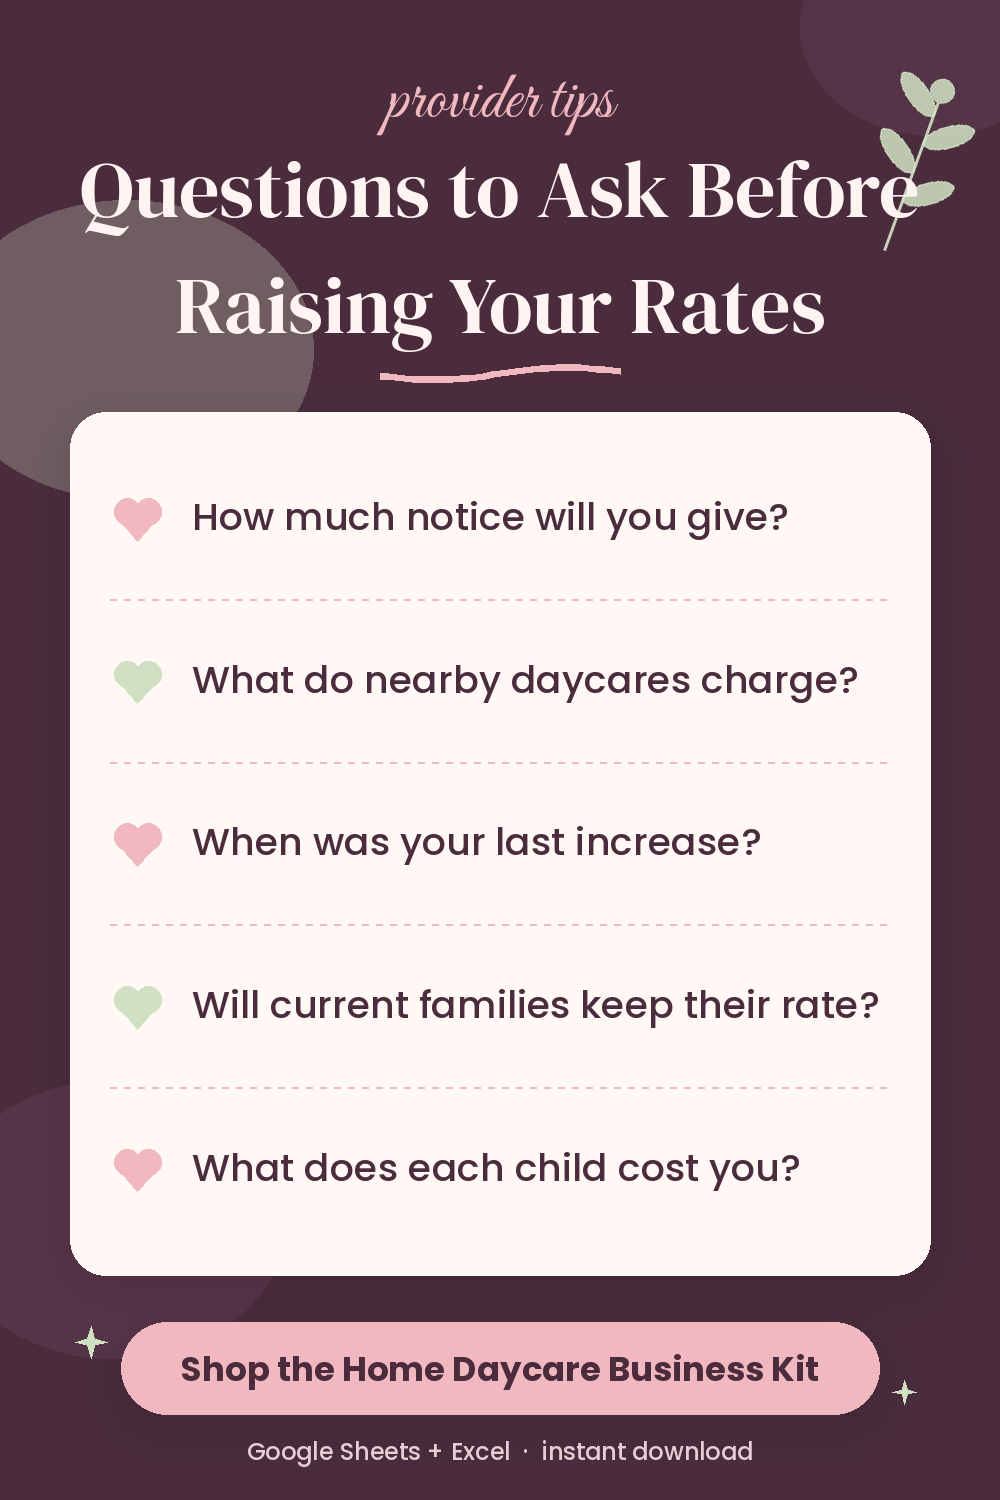 provider tips
Questions to Ask Before
Raising Your Rates
How much notice will you give?
What do nearby daycares charge?
When was your last increase?
Will current families keep their rate?
What does each child cost you?
Shop the Home Daycare Business Kit
Google Sheets + Excel · instant download